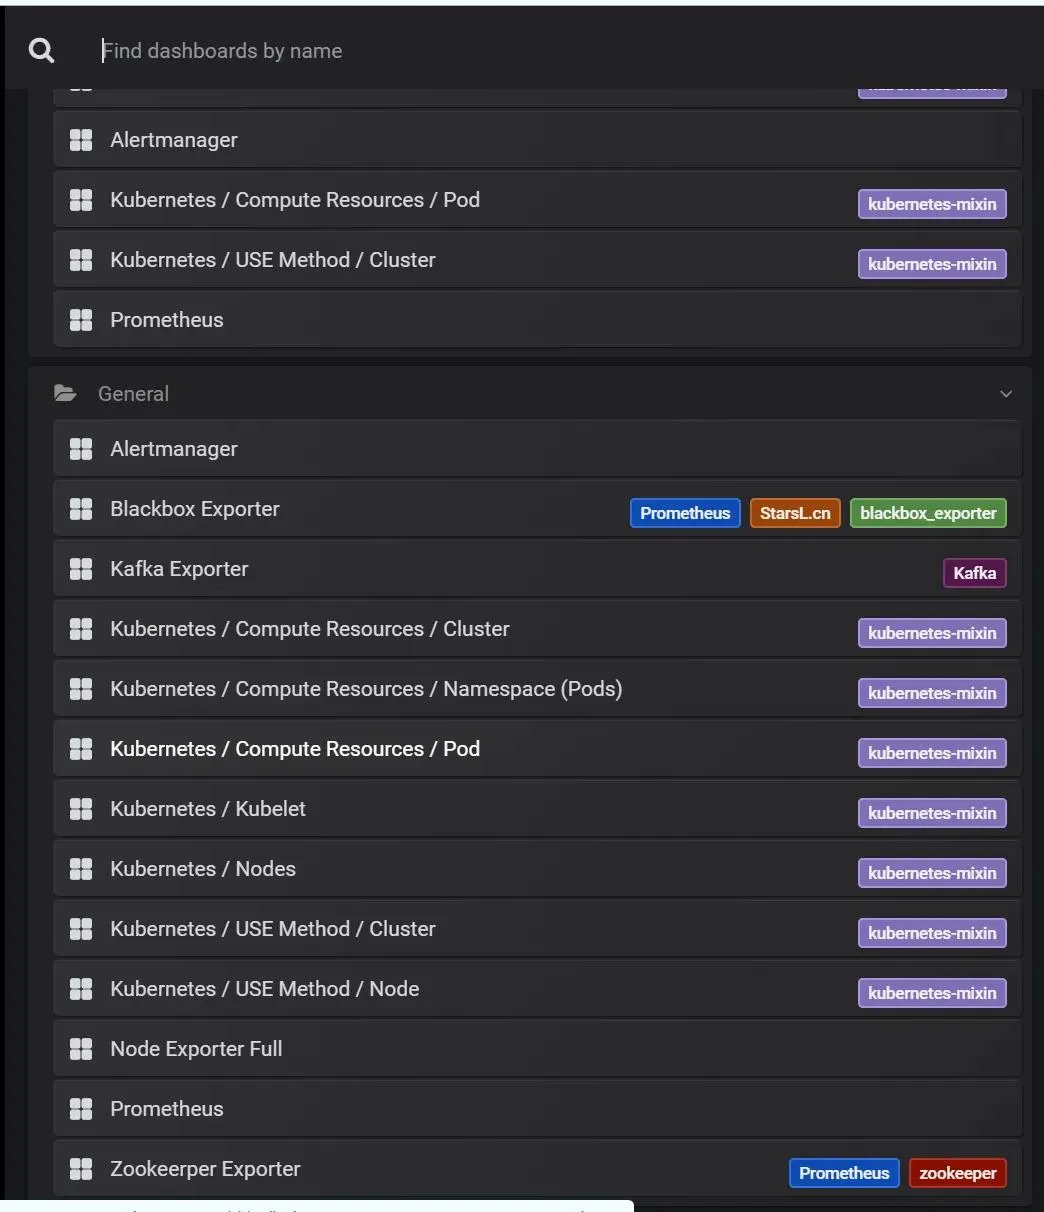 Find dashboards by name
kubernetes-mixin
Alertmanager
Kubernetes / Compute Resources / Pod kubernetes-mixin
Kubernetes / USE Method / Cluster kubernetes-mixin
Prometheus
General
Alertmanager
Blackbox Exporter Prometheus StarsL.cn blackbox_exporter
Kafka Exporter Kafka
Kubernetes / Compute Resources / Cluster kubernetes-mixin
Kubernetes / Compute Resources / Namespace (Pods) kubernetes-mixin
Kubernetes / Compute Resources / Pod kubernetes-mixin
Kubernetes / Kubelet kubernetes-mixin
Kubernetes / Nodes kubernetes-mixin
Kubernetes / USE Method / Cluster kubernetes-mixin
Kubernetes / USE Method / Node kubernetes-mixin
Node Exporter Full
Prometheus
Zookeerper Exporter Prometheus zookeeper